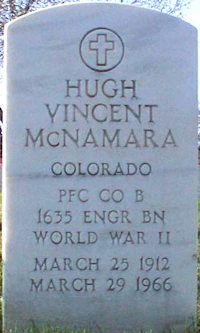 HUGH
VINCENT
McNAMARA
COLORADO
PFC CO B
1635 ENGR BN
WORLD WAR II
MARCH 25 1912
MARCH 29 1966